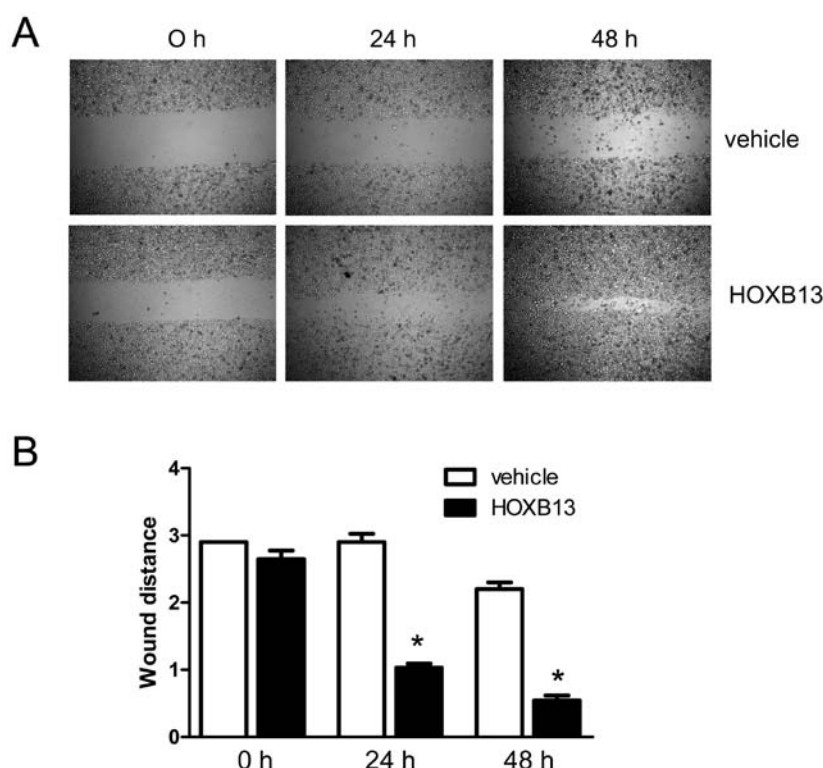 A
O h 24 h 48 h
vehicle
HOXB13
B
4
3
2
1
0
Wound distance
vehicle
HOXB13
*
*
0 h 24 h 48 h